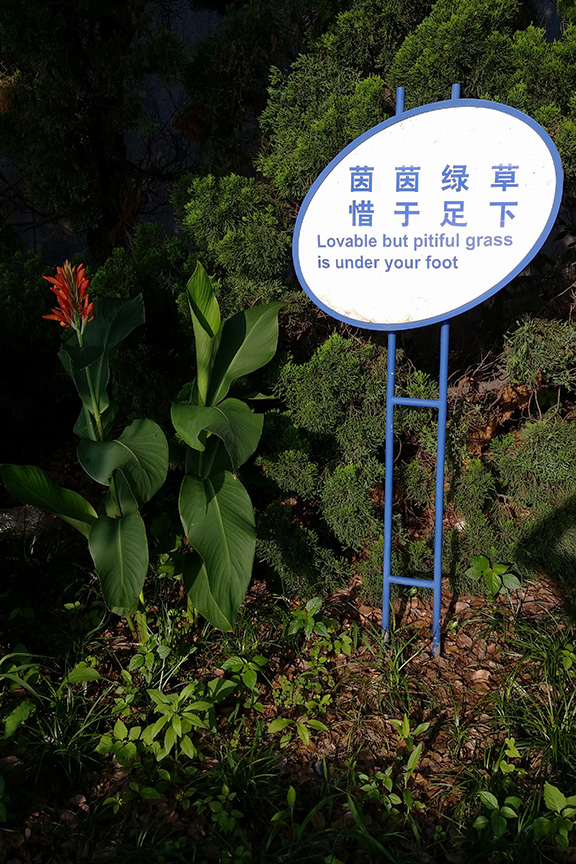 茵茵绿草
惜于足下
Lovable but pitiful grass
is under your foot